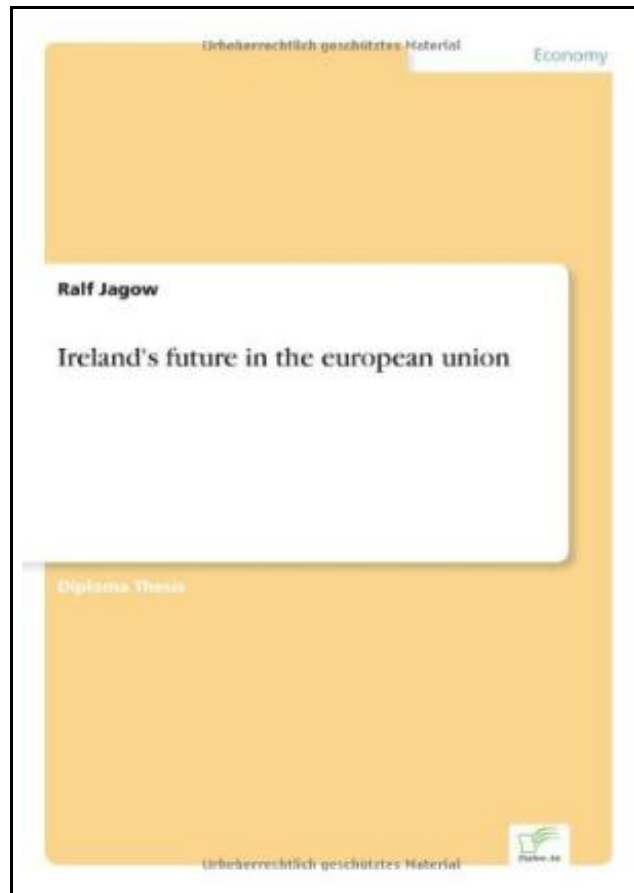 Urheberrechtlich geschütztes Material
Economy
Ralf Jagow
Ireland's future in the european union
Diploma Thesis
Urheberrechtlich geschütztes Material